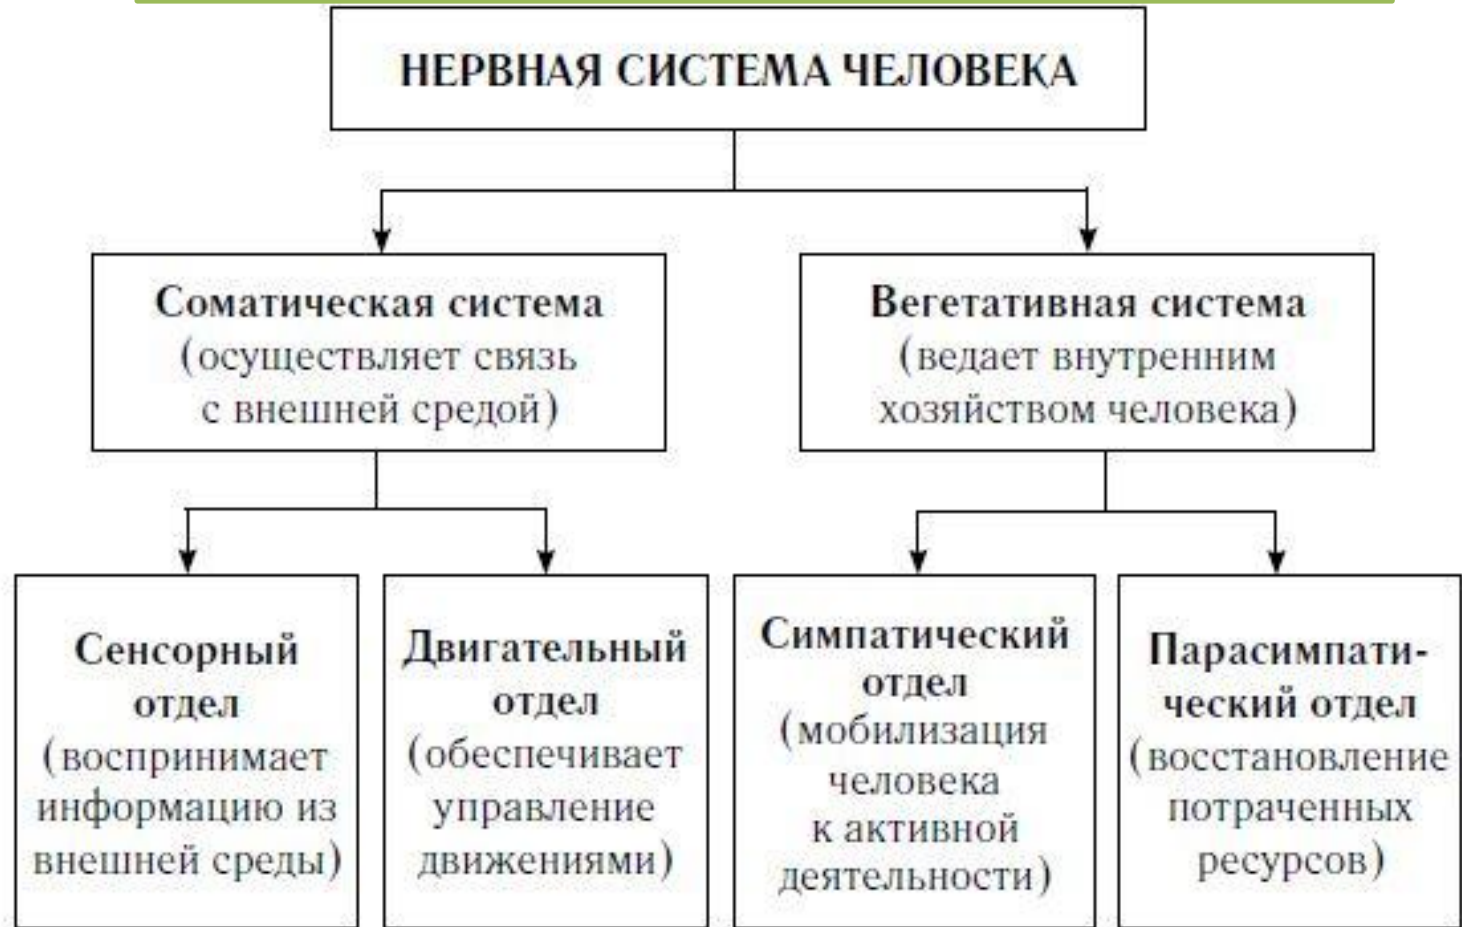 НЕРВНАЯ СИСТЕМА ЧЕЛОВЕКА
Соматическая система
(осуществляет связь
с внешней средой)
Вегетативная система
(ведает внутренним
хозяйством человека)
Сенсорный
отдел
(воспринимает
информацию из
внешней среды)
Двигательный
отдел
(обеспечивает
управление
движениями)
Симпатический
отдел
(мобилизация
человека
к активной
деятельности)
Парасимпати-
ческий отдел
(восстановление
потраченных
ресурсов)